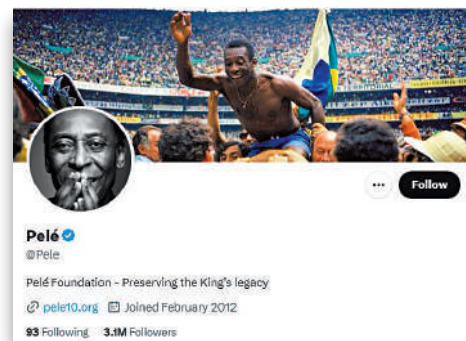 Follow
Pelé
@Pele
Pelé Foundation - Preserving the King's legacy
pele10.org Joined February 2012
93 Following 3.1M Followers